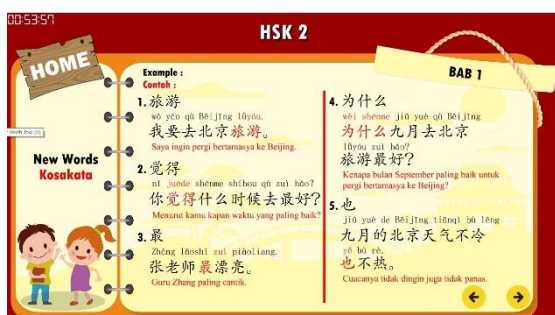 00:53:57
HSK 2
HOME
BAB 1
New Words
Kosakata
Example :
Contoh :
1. 旅游
wǒ yào qù Běijīng lǚyóu.
我要去北京旅游。
Saya ingin pergi bertamasya ke Beijing.
2. 觉得
nǐ juéde shénme shíhou qù zuì hǎo?
你觉得什么时候去最好?
Menurut kamu kapan waktu yang paling baik?
3. 最
Zhāng lǎoshī zuì piàoliang.
张老师最漂亮。
Guru Zhang paling cantik.
4. 为什么
wèi shénme jiǔ yuè qù Běijīng
为什么九月去北京
lǚyóu zuì hǎo?
旅游最好?
Kenapa bulan September paling baik untuk
pergi bertamasya ke Beijing?
5. 也
jiǔ yuè de Běijīng tiānqì bù lěng
九月的北京天气不冷
yě bù rè.
也不热。
Cuacanya tidak dingin juga tidak panas.